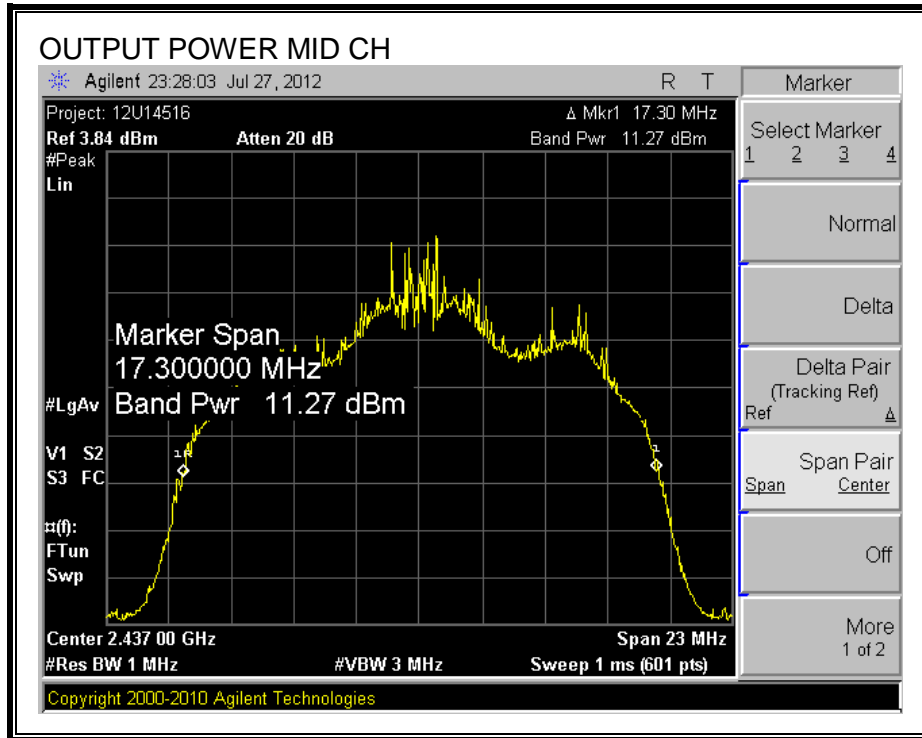 OUTPUT POWER MID CH
Agilent 23:28:03 Jul 27, 2012 R T
Project: 12U14516 Δ Mkr1 17.30 MHz
Ref 3.84 dBm Atten 20 dB Band Pwr 11.27 dBm
#Peak
Lin
Marker Span
17.300000 MHz
Band Pwr 11.27 dBm
#LgAv
1R
1
V1 S2
S3 FC
¤(f):
FTun
Swp
Center 2.437 00 GHz Span 23 MHz
#Res BW 1 MHz #VBW 3 MHz Sweep 1 ms (601 pts)
Copyright 2000-2010 Agilent Technologies
Marker
Select Marker
1 2 3 4
Normal
Delta
Delta Pair
(Tracking Ref)
Ref Δ
Span Pair
Span Center
Off
More
1 of 2